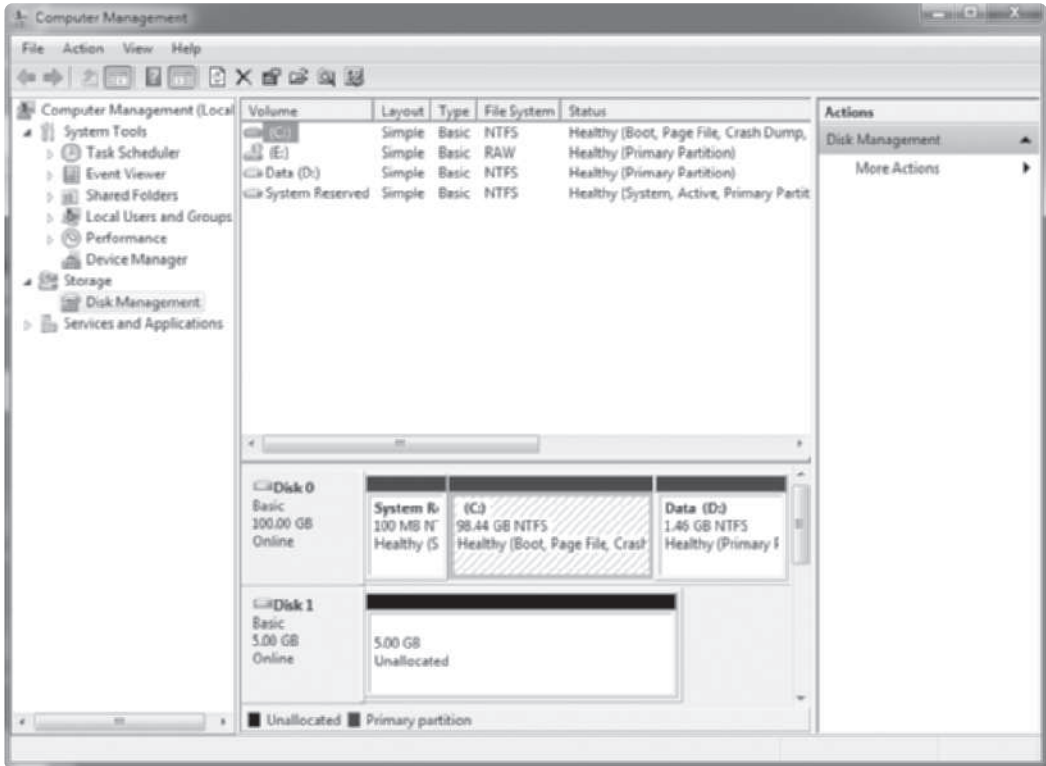 Computer Management
File Action View Help
Computer Management (Local
System Tools
Task Scheduler
Event Viewer
Shared Folders
Local Users and Groups
Performance
Device Manager
Storage
Disk Management
Services and Applications
Volume Layout Type File System Status
(C:) Simple Basic NTFS Healthy (Boot, Page File, Crash Dump,
(E:) Simple Basic RAW Healthy (Primary Partition)
Data (D:) Simple Basic NTFS Healthy (Primary Partition)
System Reserved Simple Basic NTFS Healthy (System, Active, Primary Partit
Disk 0
Basic
100.00 GB
Online
System R
100 MB N
Healthy (S
(C:)
98.44 GB NTFS
Healthy (Boot, Page File, Crash
Data (D:)
1.46 GB NTFS
Healthy (Primary P
Disk 1
Basic
5.00 GB
Online
5.00 GB
Unallocated
Unallocated Primary partition
Actions
Disk Management
More Actions